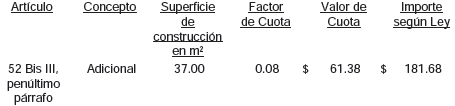 Artículo Concepto Superficie de construcción en m² Factor de Cuota Valor de Cuota Importe según Ley
52 Bis III, penúltimo párrafo Adicional 37.00 0.08 $ 61.38 $ 181.68